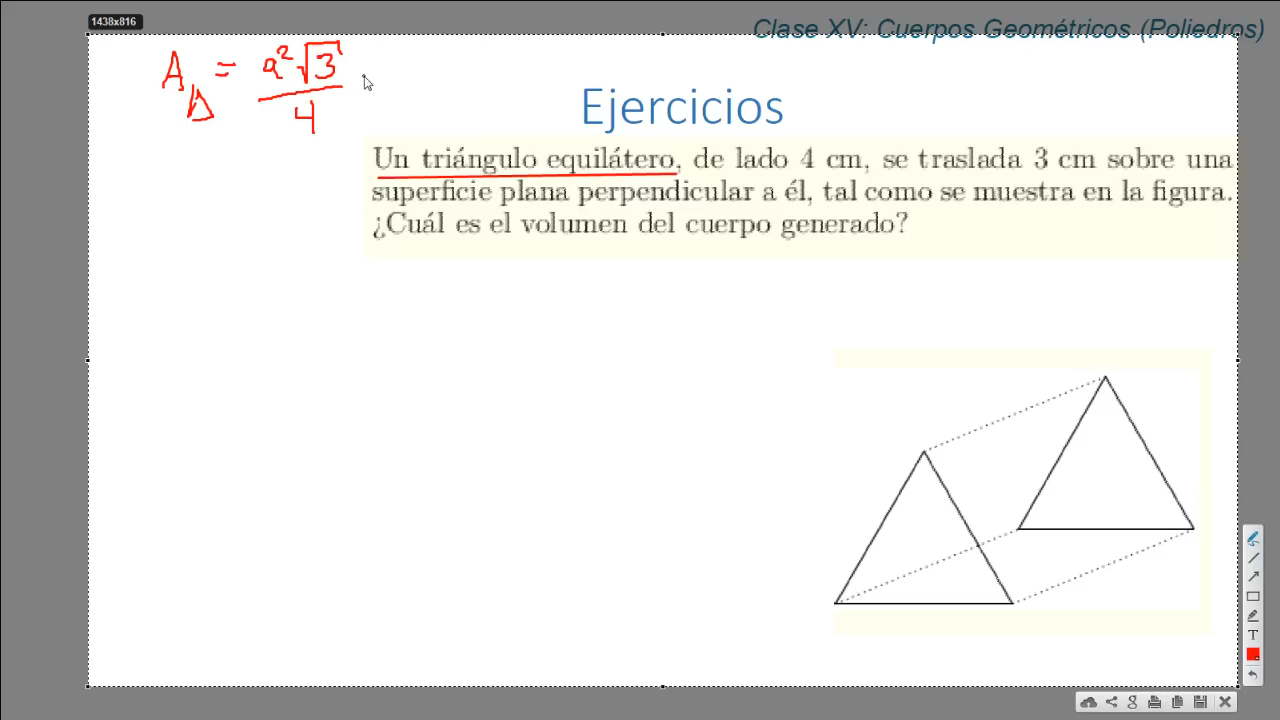 1438x816
Clase XV: Cuerpos Geométricos (Poliedros)
A△ = a²√3 / 4
Ejercicios
Un triángulo equilátero, de lado 4 cm, se traslada 3 cm sobre una
superficie plana perpendicular a él, tal como se muestra en la figura.
¿Cuál es el volumen del cuerpo generado?
T